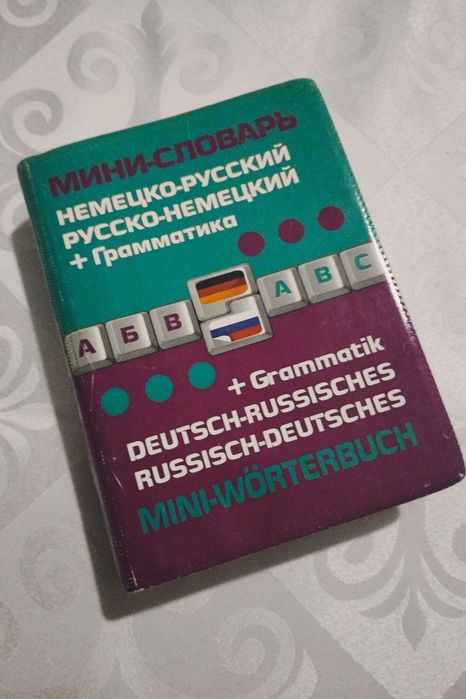 МИНИ-СЛОВАРЬ
НЕМЕЦКО-РУССКИЙ
РУССКО-НЕМЕЦКИЙ
+ Грамматика
А Б В A B C
+ Grammatik
DEUTSCH-RUSSISCHES
RUSSISCH-DEUTSCHES
MINI-WÖRTERBUCH